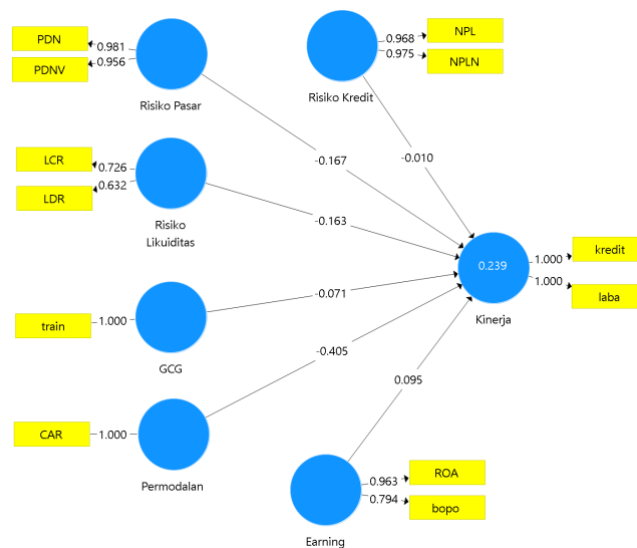 PDN
0.981
PDNV
0.956
Risiko Pasar
NPL
0.968
NPLN
0.975
Risiko Kredit
-0.167
-0.010
LCR
0.726
LDR
0.632
Risiko
Likuiditas
-0.163
train
1.000
GCG
-0.071
CAR
1.000
Permodalan
-0.405
0.239
Kinerja
1.000
kredit
1.000
laba
0.095
ROA
0.963
bopo
0.794
Earning